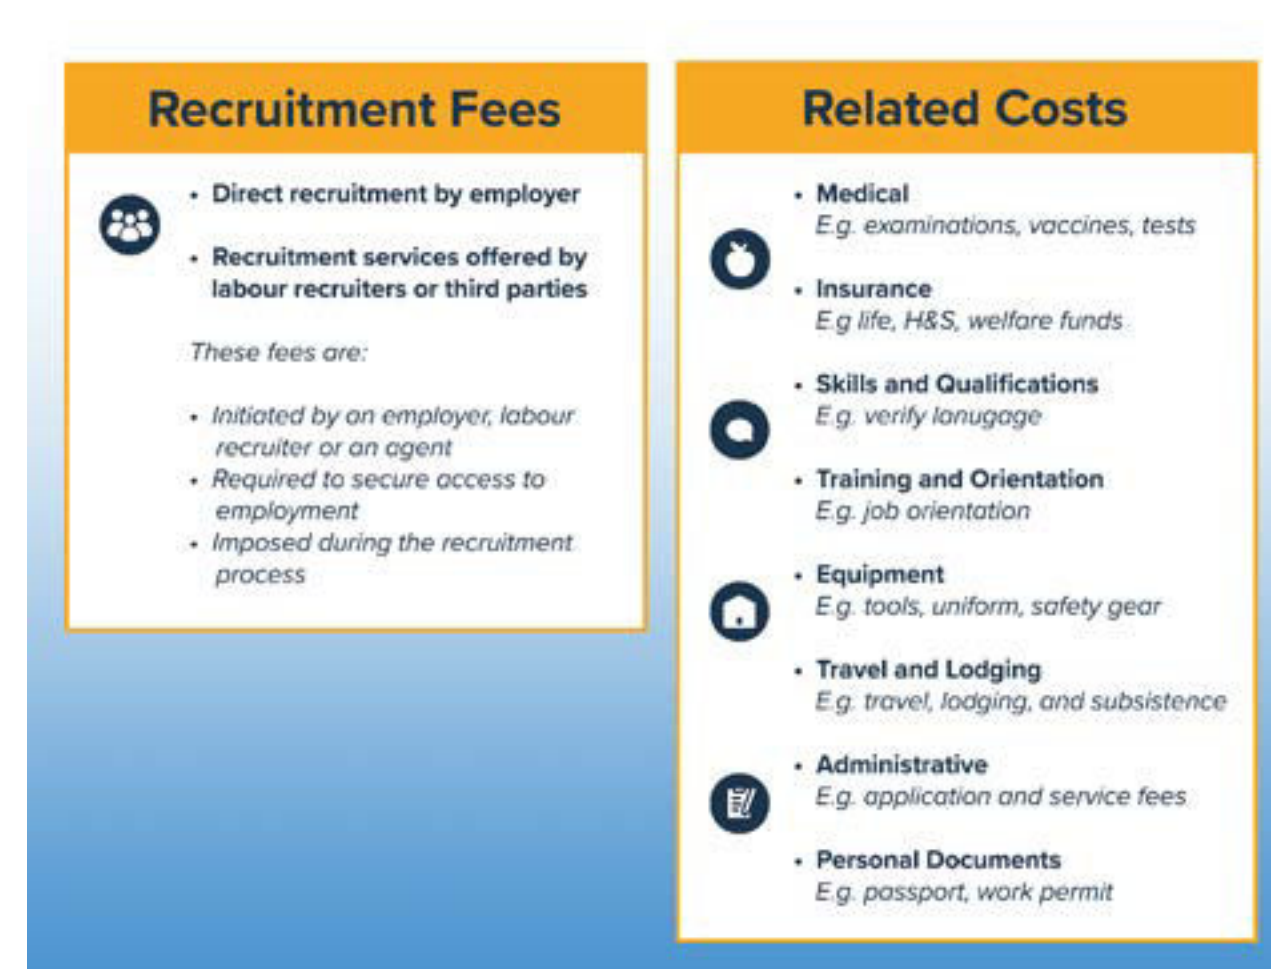 Recruitment Fees
• Direct recruitment by employer
• Recruitment services offered by
labour recruiters or third parties
These fees are:
• Initiated by an employer, labour
recruiter or an agent
• Required to secure access to
employment
• Imposed during the recruitment
process
Related Costs
• Medical
E.g. examinations, vaccines, tests
• Insurance
E.g life, H&S, welfare funds
• Skills and Qualifications
E.g. verify lanugage
• Training and Orientation
E.g. job orientation
• Equipment
E.g. tools, uniform, safety gear
• Travel and Lodging
E.g. travel, lodging, and subsistence
• Administrative
E.g. application and service fees
• Personal Documents
E.g. passport, work permit